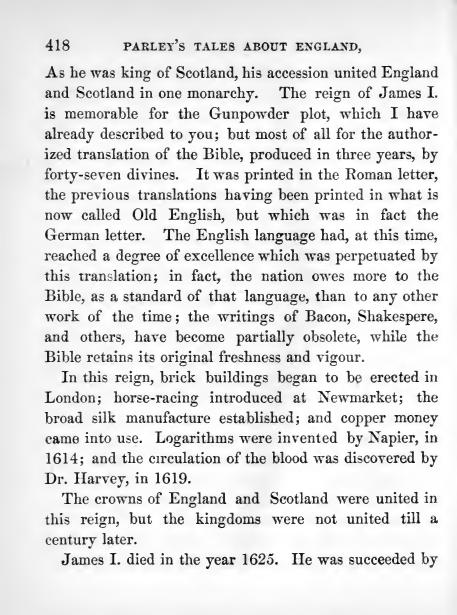 418 PARLEY'S TALES ABOUT ENGLAND,
As he was king of Scotland, his accession united England
and Scotland in one monarchy. The reign of James I.
is memorable for the Gunpowder plot, which I have
already described to you; but most of all for the author-
ized translation of the Bible, produced in three years, by
forty-seven divines. It was printed in the Roman letter,
the previous translations having been printed in what is
now called Old English, but which was in fact the
German letter. The English language had, at this time,
reached a degree of excellence which was perpetuated by
this translation; in fact, the nation owes more to the
Bible, as a standard of that language, than to any other
work of the time; the writings of Bacon, Shakespere,
and others, have become partially obsolete, while the
Bible retains its original freshness and vigour.
In this reign, brick buildings began to be erected in
London; horse-racing introduced at Newmarket; the
broad silk manufacture established; and copper money
came into use. Logarithms were invented by Napier, in
1614; and the circulation of the blood was discovered by
Dr. Harvey, in 1619.
The crowns of England and Scotland were united in
this reign, but the kingdoms were not united till a
century later.
James I. died in the year 1625. He was succeeded by